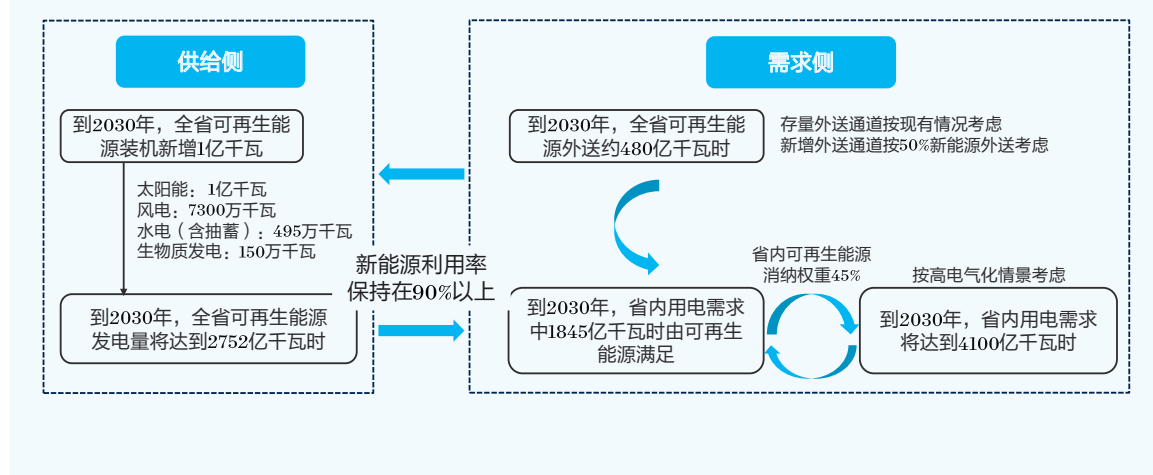 供给侧
到2030年，全省可再生能
源装机新增1亿千瓦
太阳能：1亿千瓦
风电：7300万千瓦
水电（含抽蓄）：495万千瓦
生物质发电：150万千瓦
到2030年，全省可再生能源
发电量将达到2752亿千瓦时
新能源利用率
保持在90%以上
需求侧
到2030年，全省可再生能
源外送约480亿千瓦时
存量外送通道按现有情况考虑
新增外送通道按50%新能源外送考虑
到2030年，省内用电需求
中1845亿千瓦时由可再生
能源满足
省内可再生能源
消纳权重45%
按高电气化情景考虑
到2030年，省内用电需求
将达到4100亿千瓦时